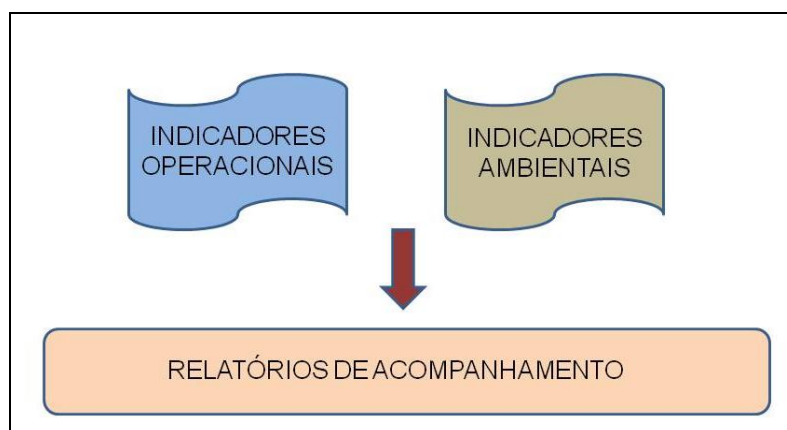 INDICADORES
OPERACIONAIS
INDICADORES
AMBIENTAIS
RELATÓRIOS DE ACOMPANHAMENTO